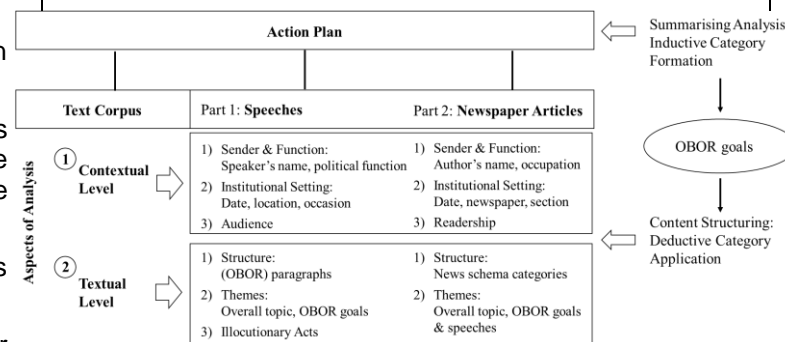 Action Plan
Summarising Analysis
Inductive Category
Formation
Text Corpus
Part 1: Speeches
Part 2: Newspaper Articles
OBOR goals
Aspects of Analysis
1
Contextual
Level
1) Sender & Function:
Speaker's name, political function
2) Institutional Setting:
Date, location, occasion
3) Audience
1) Sender & Function:
Author's name, occupation
2) Institutional Setting:
Date, newspaper, section
3) Readership
Content Structuring:
Deductive Category
Application
2
Textual
Level
1) Structure:
(OBOR) paragraphs
2) Themes:
Overall topic, OBOR goals
3) Illocutionary Acts
1) Structure:
News schema categories
2) Themes:
Overall topic, OBOR goals
& speeches